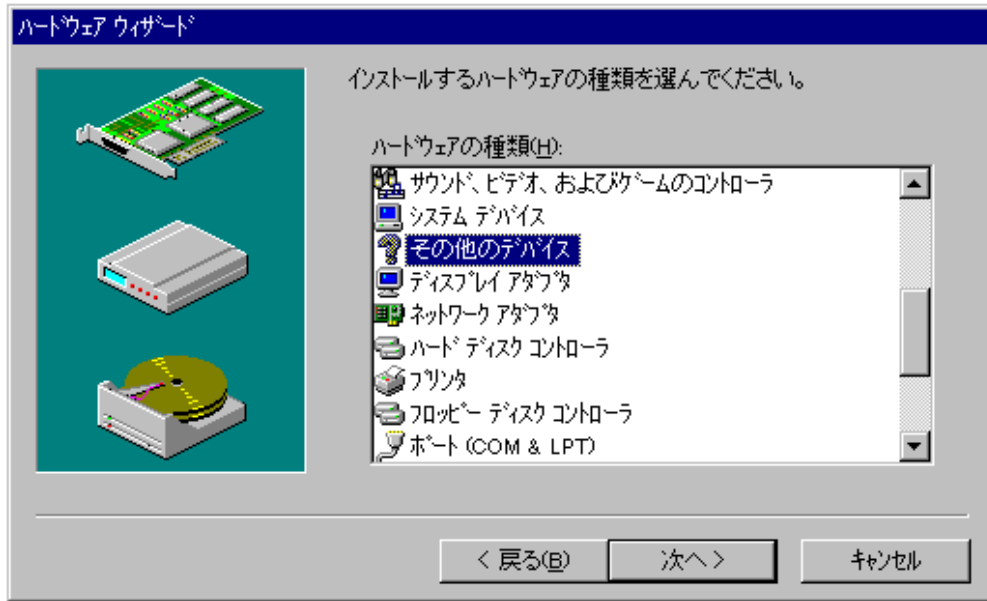 ハードウェア ウィザード
インストールするハードウェアの種類を選んでください。
ハードウェアの種類(H):
サウンド、ビデオ、およびゲームのコントローラ
システム デバイス
その他のデバイス
ディスプレイ アダプタ
ネットワーク アダプタ
ハード ディスク コントローラ
プリンタ
フロッピー ディスク コントローラ
ポート (COM & LPT)
< 戻る(B) 次へ > キャンセル